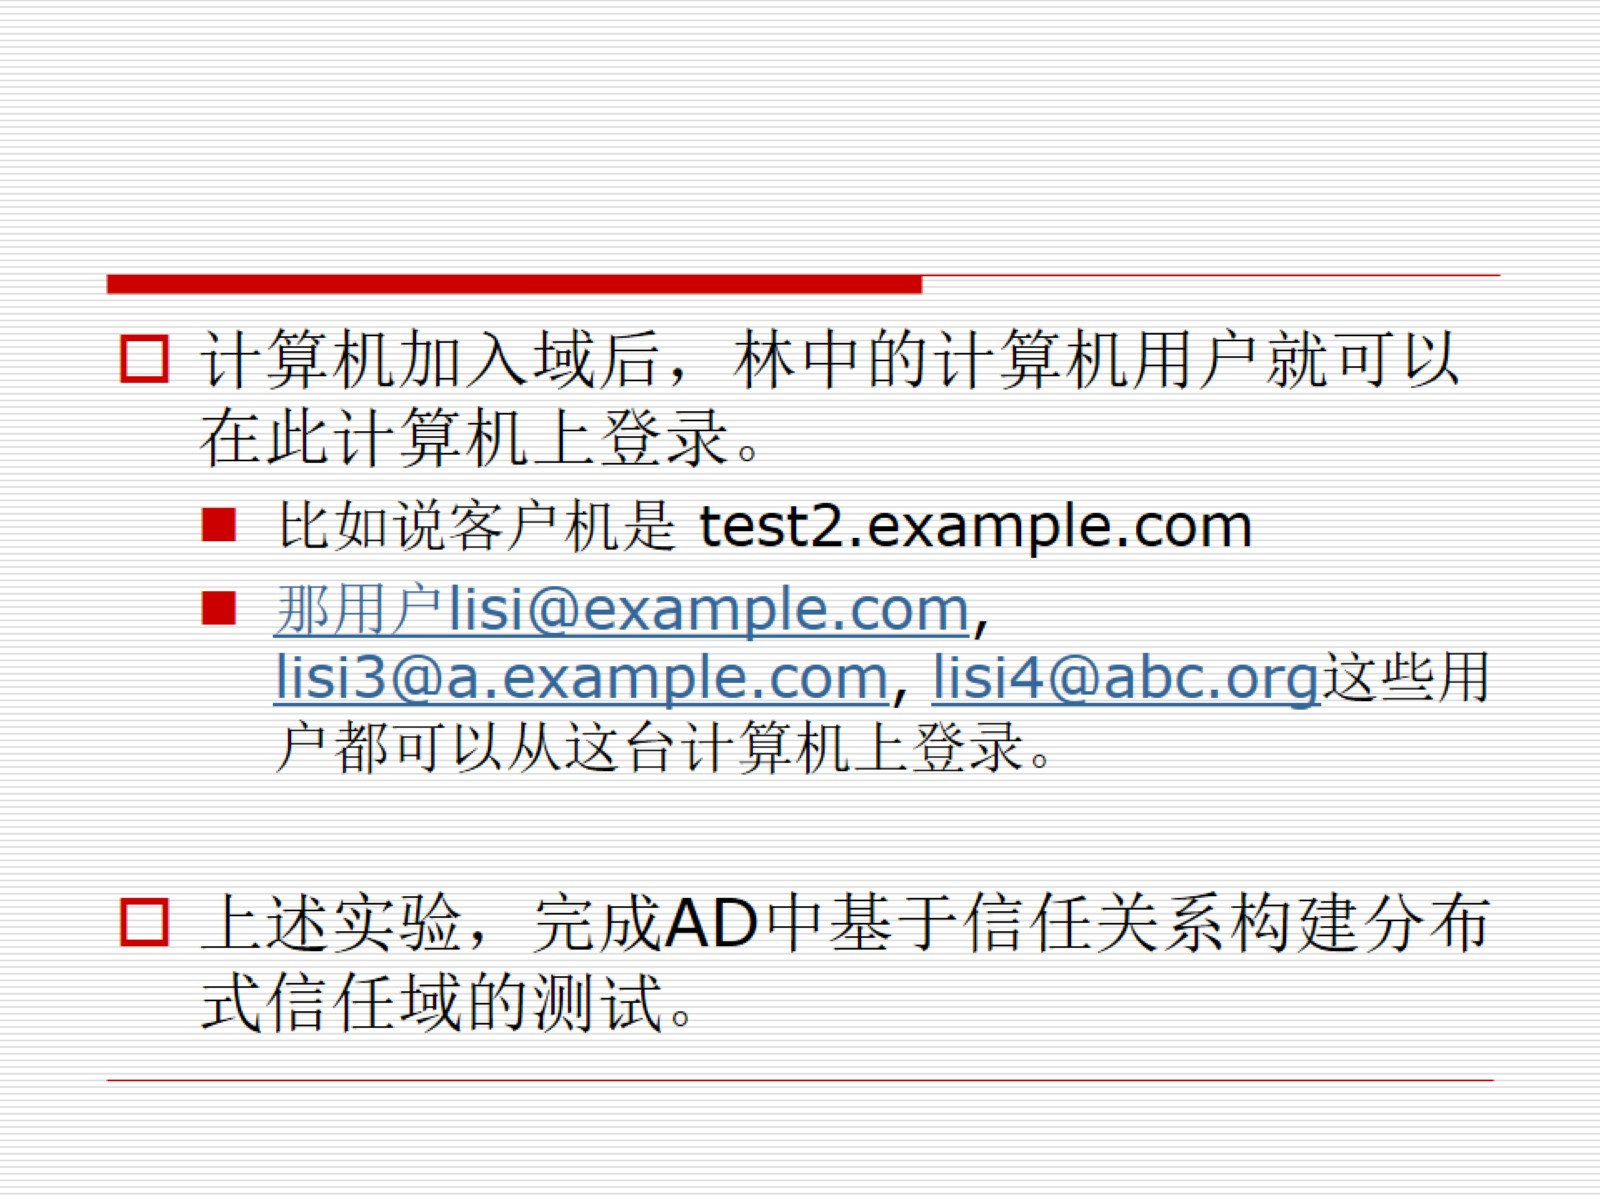 计算机加入域后，林中的计算机用户就可以
在此计算机上登录。
比如说客户机是 test2.example.com
那用户lisi@example.com,
lisi3@a.example.com, lisi4@abc.org这些用
户都可以从这台计算机上登录。
上述实验，完成AD中基于信任关系构建分布
式信任域的测试。